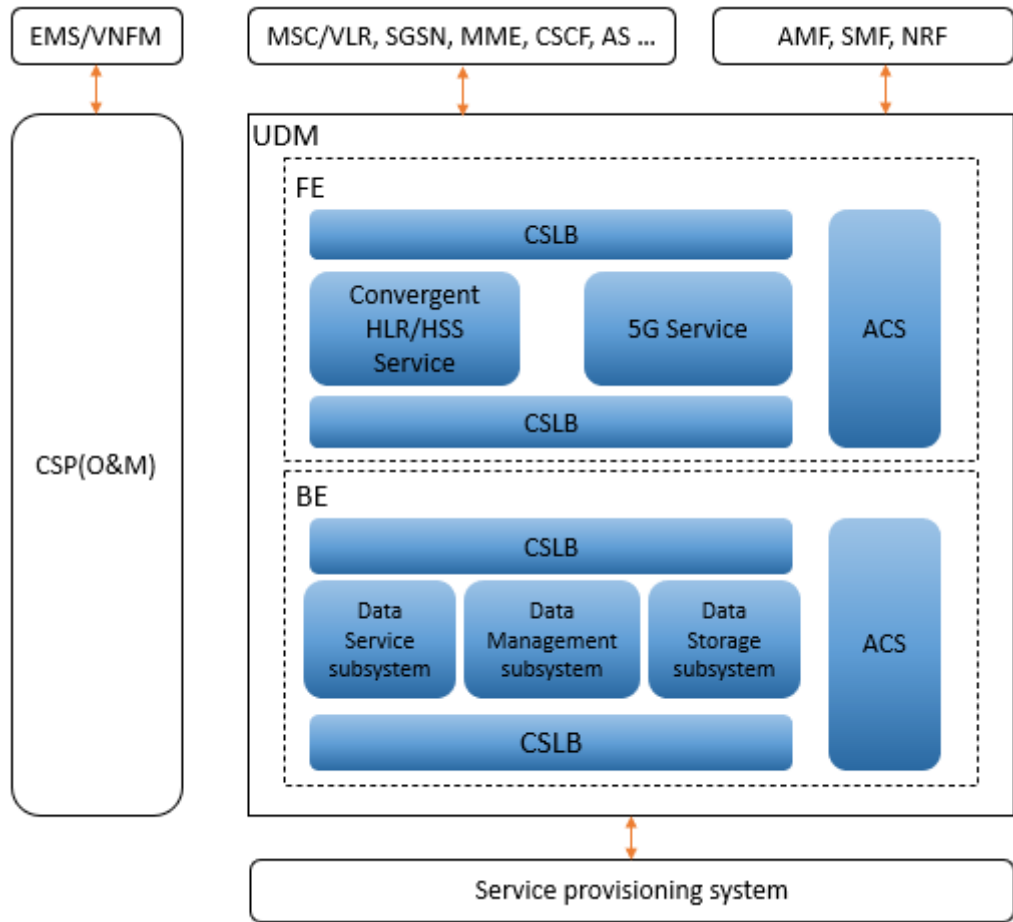 EMS/VNFM
MSC/VLR, SGSN, MME, CSCF, AS ...
AMF, SMF, NRF
CSP(O&M)
UDM
FE
CSLB
Convergent
HLR/HSS
Service
5G Service
CSLB
ACS
BE
CSLB
Data
Service
subsystem
Data
Management
subsystem
Data
Storage
subsystem
CSLB
ACS
Service provisioning system